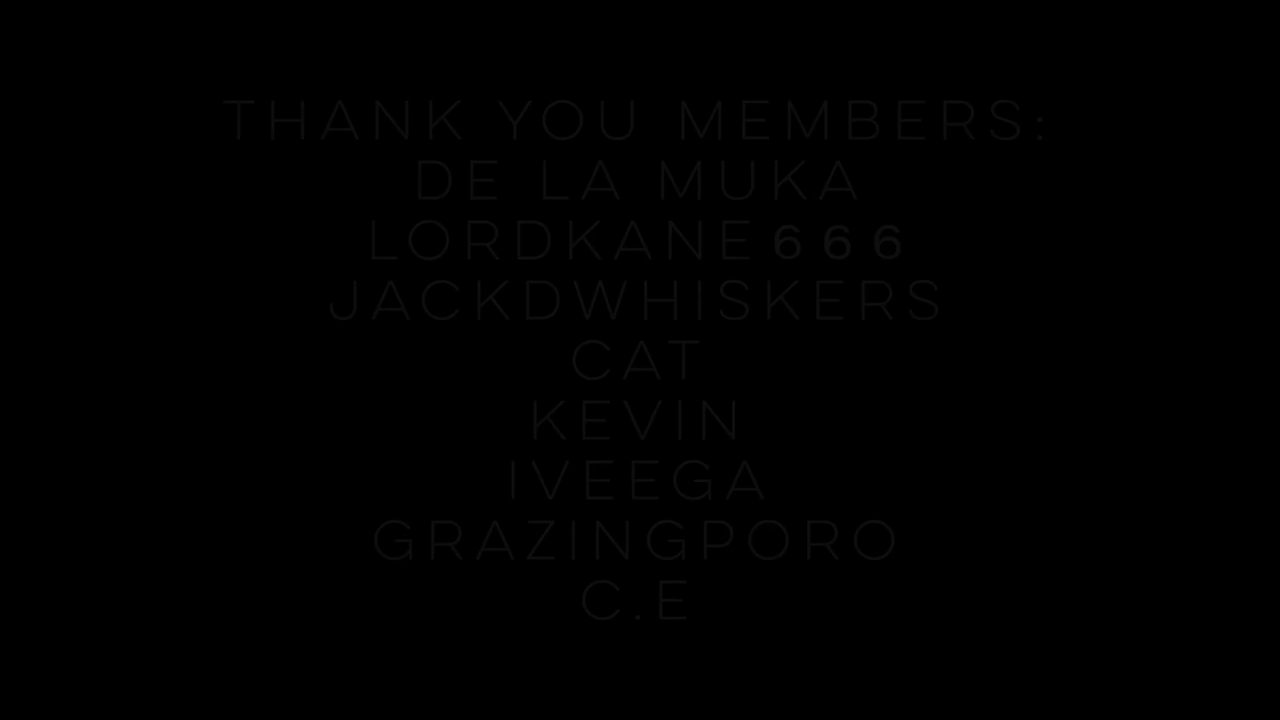 THANK YOU MEMBERS:
DE LA MUKA
LORDKANE666
JACKDWHISKERS
CAT
KEVIN
IVEEGA
GRAZINGPORO
C.E